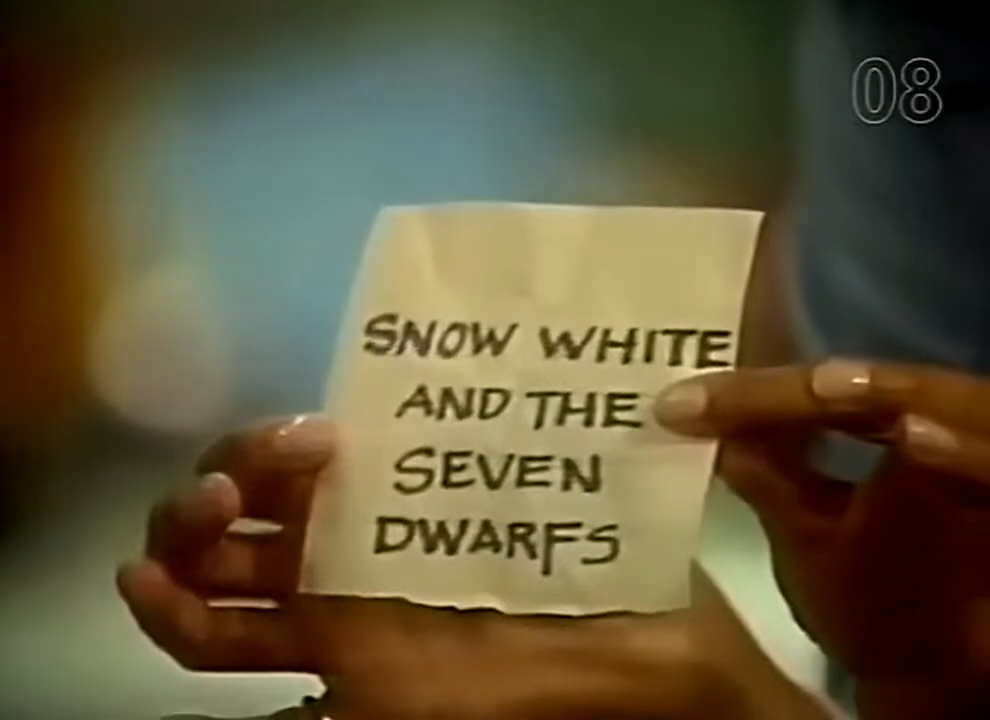 08
SNOW WHITE
AND THE
SEVEN
DWARFS